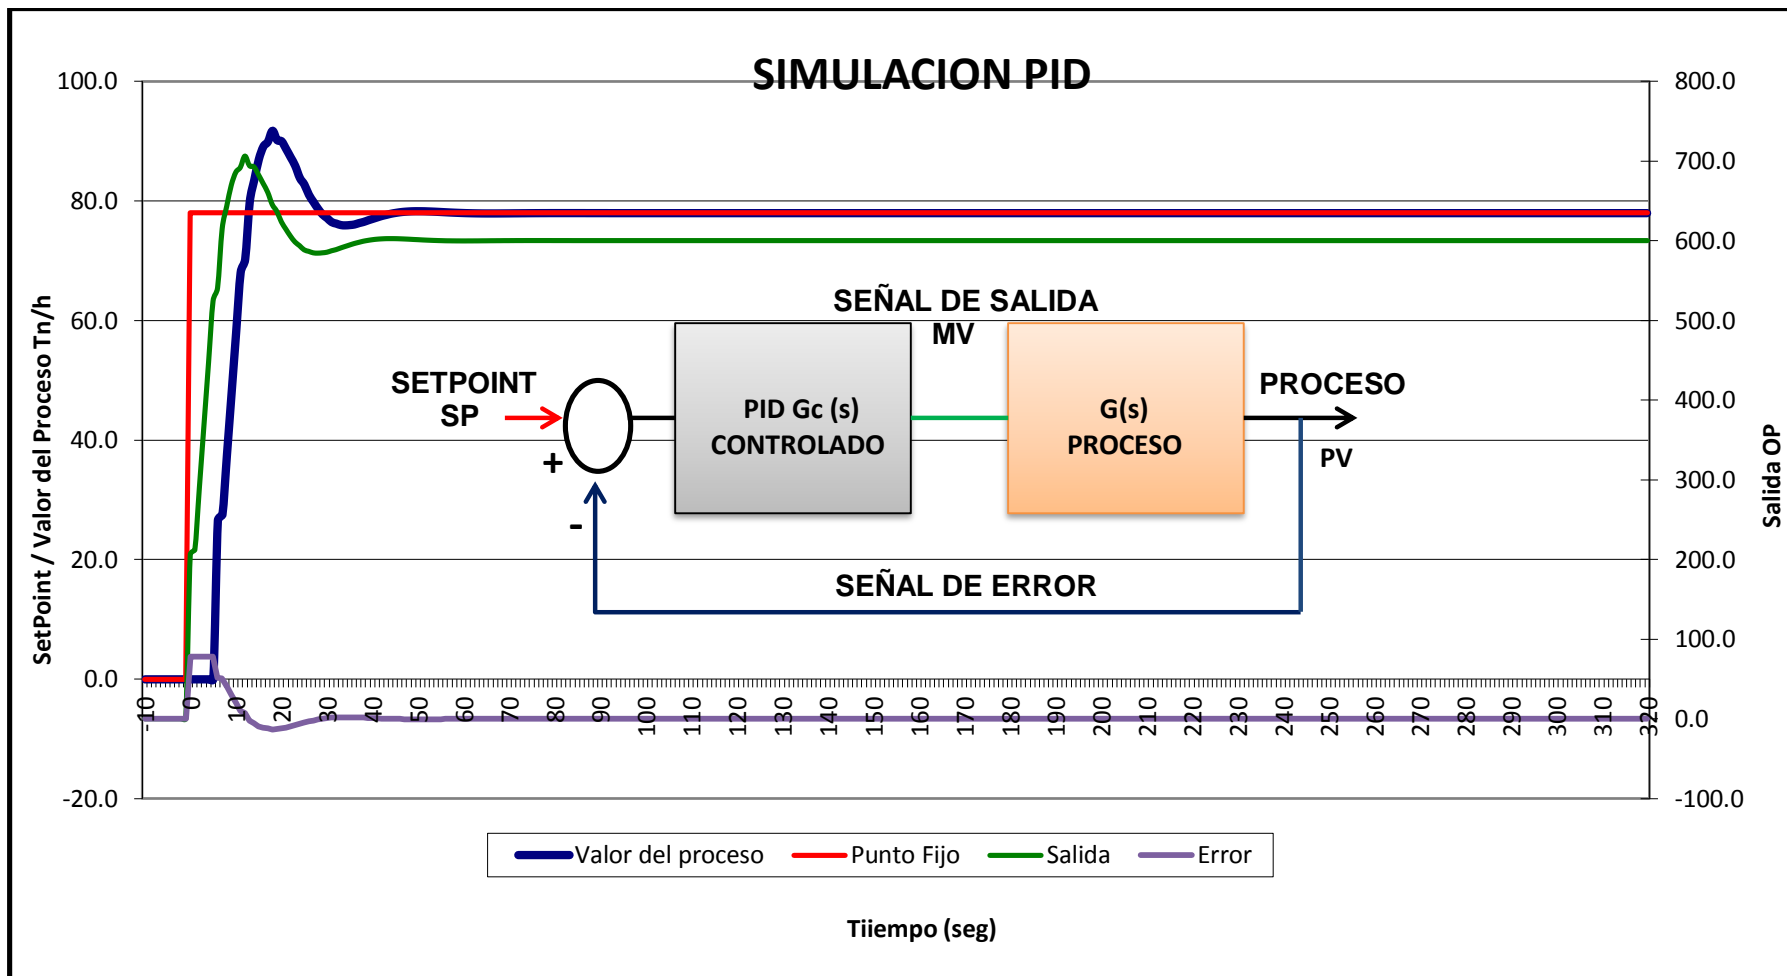 SIMULACION PID
100.0
80.0
60.0
40.0
20.0
0.0
-20.0
SetPoint / Valor del Proceso Tn/h
800.0
700.0
600.0
500.0
400.0
300.0
200.0
100.0
0.0
-100.0
Salida OP
SEÑAL DE SALIDA
MV
SETPOINT
SP
+
-
PID Gc (s)
CONTROLADO
G(s)
PROCESO
PROCESO
PV
SEÑAL DE ERROR
-10 0 10 20 30 40 50 60 70 80 90 100 110 120 130 140 150 160 170 180 190 200 210 220 230 240 250 260 270 280 290 300 310 320
Valor del proceso Punto Fijo Salida Error
Tiiempo (seg)